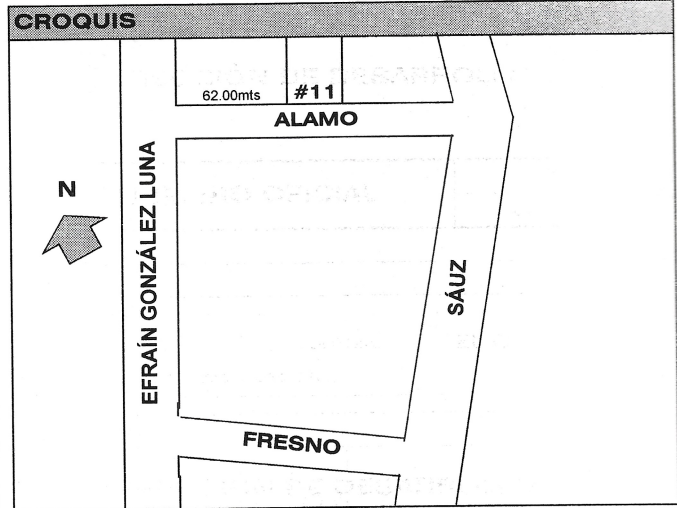 CROQUIS
62.00mts
#11
ALAMO
N
EFRAÍN GONZÁLEZ LUNA
SÁUZ
FRESNO